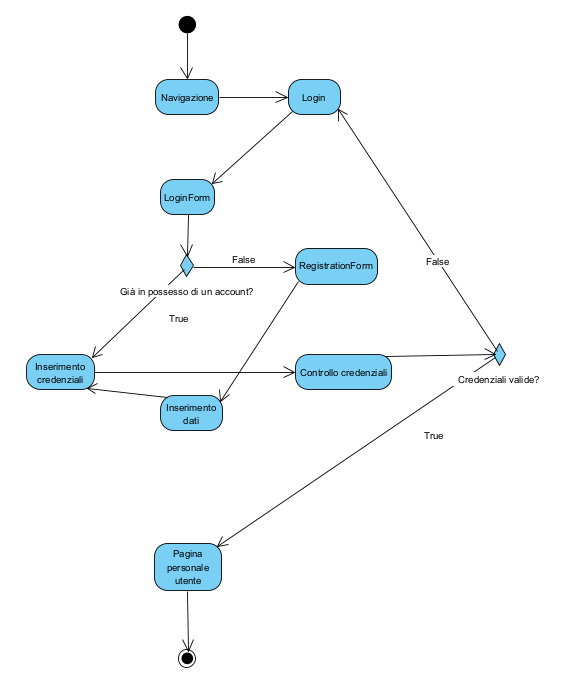 Navigazione
Login
LoginForm
False
RegistrationForm
False
Già in possesso di un account?
True
Inserimento
credenziali
Controllo credenziali
Credenziali valide?
Inserimento
dati
True
Pagina
personale
utente